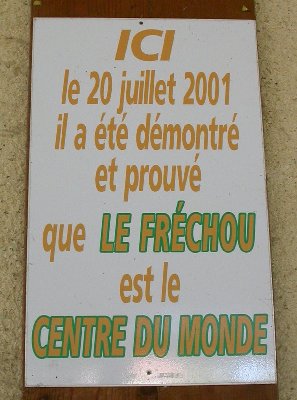 ICI
le 20 juillet 2001
il a été démontré
et prouvé
que LE FRÉCHOU
est le
CENTRE DU MONDE